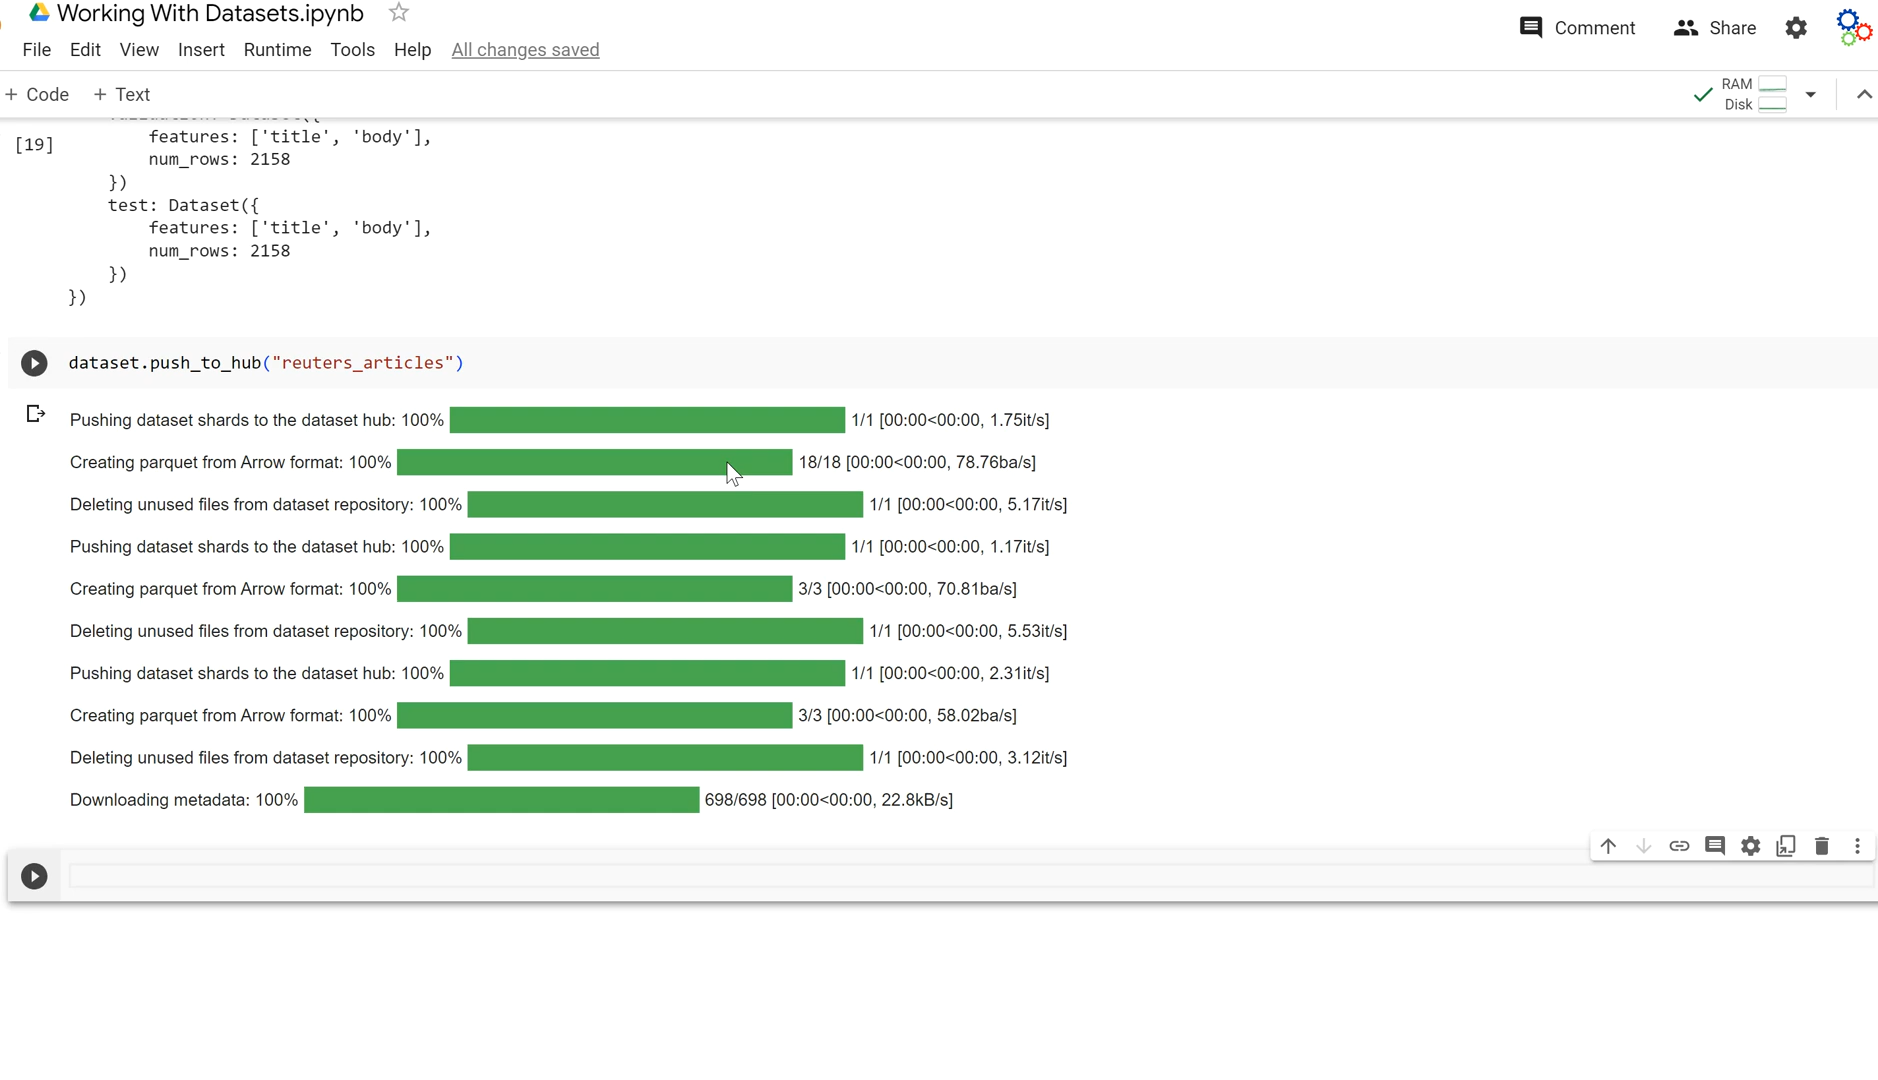 Working With Datasets.ipynb
Comment
Share
File Edit View Insert Runtime Tools Help All changes saved
+ Code + Text
RAM
Disk
[19]
features: ['title', 'body'],
num_rows: 2158
})
test: Dataset({
features: ['title', 'body'],
num_rows: 2158
})
})
dataset.push_to_hub("reuters_articles")
Pushing dataset shards to the dataset hub: 100% 1/1 [00:00<00:00, 1.75it/s]
Creating parquet from Arrow format: 100% 18/18 [00:00<00:00, 78.76ba/s]
Deleting unused files from dataset repository: 100% 1/1 [00:00<00:00, 5.17it/s]
Pushing dataset shards to the dataset hub: 100% 1/1 [00:00<00:00, 1.17it/s]
Creating parquet from Arrow format: 100% 3/3 [00:00<00:00, 70.81ba/s]
Deleting unused files from dataset repository: 100% 1/1 [00:00<00:00, 5.53it/s]
Pushing dataset shards to the dataset hub: 100% 1/1 [00:00<00:00, 2.31it/s]
Creating parquet from Arrow format: 100% 3/3 [00:00<00:00, 58.02ba/s]
Deleting unused files from dataset repository: 100% 1/1 [00:00<00:00, 3.12it/s]
Downloading metadata: 100% 698/698 [00:00<00:00, 22.8kB/s]